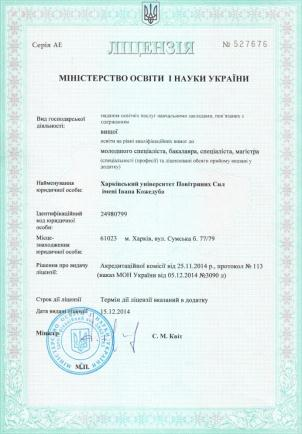 Серія АЕ
ЛІЦЕНЗІЯ
№ 527676
МІНІСТЕРСТВО ОСВІТИ І НАУКИ УКРАЇНИ
Вид господарської діяльності:
надання освітніх послуг навчальними закладами, пов'язаних з одержанням
вищої
освіти на рівні кваліфікаційних вимог до
молодшого спеціаліста, бакалавра, спеціаліста, магістра
(спеціальності (професії) та ліцензовані обсяги прийому вказані у додатку)
Найменування юридичної особи:
Харківський університет Повітряних Сил
імені Івана Кожедуба
Ідентифікаційний код юридичної особи:
24980799
Місце-знаходження юридичної особи:
61023 м. Харків, вул. Сумська б. 77/79
Рішення про видачу ліцензії:
Акредитаційної комісії від 25.11.2014 р., протокол № 113
(наказ МОН України від 05.12.2014 №3090 л)
Строк дії ліцензії
Термін дії ліцензії вказаний в додатку
Дата видачі ліцензії
15.12.2014
Міністр
С. М. Квіт
М.П.